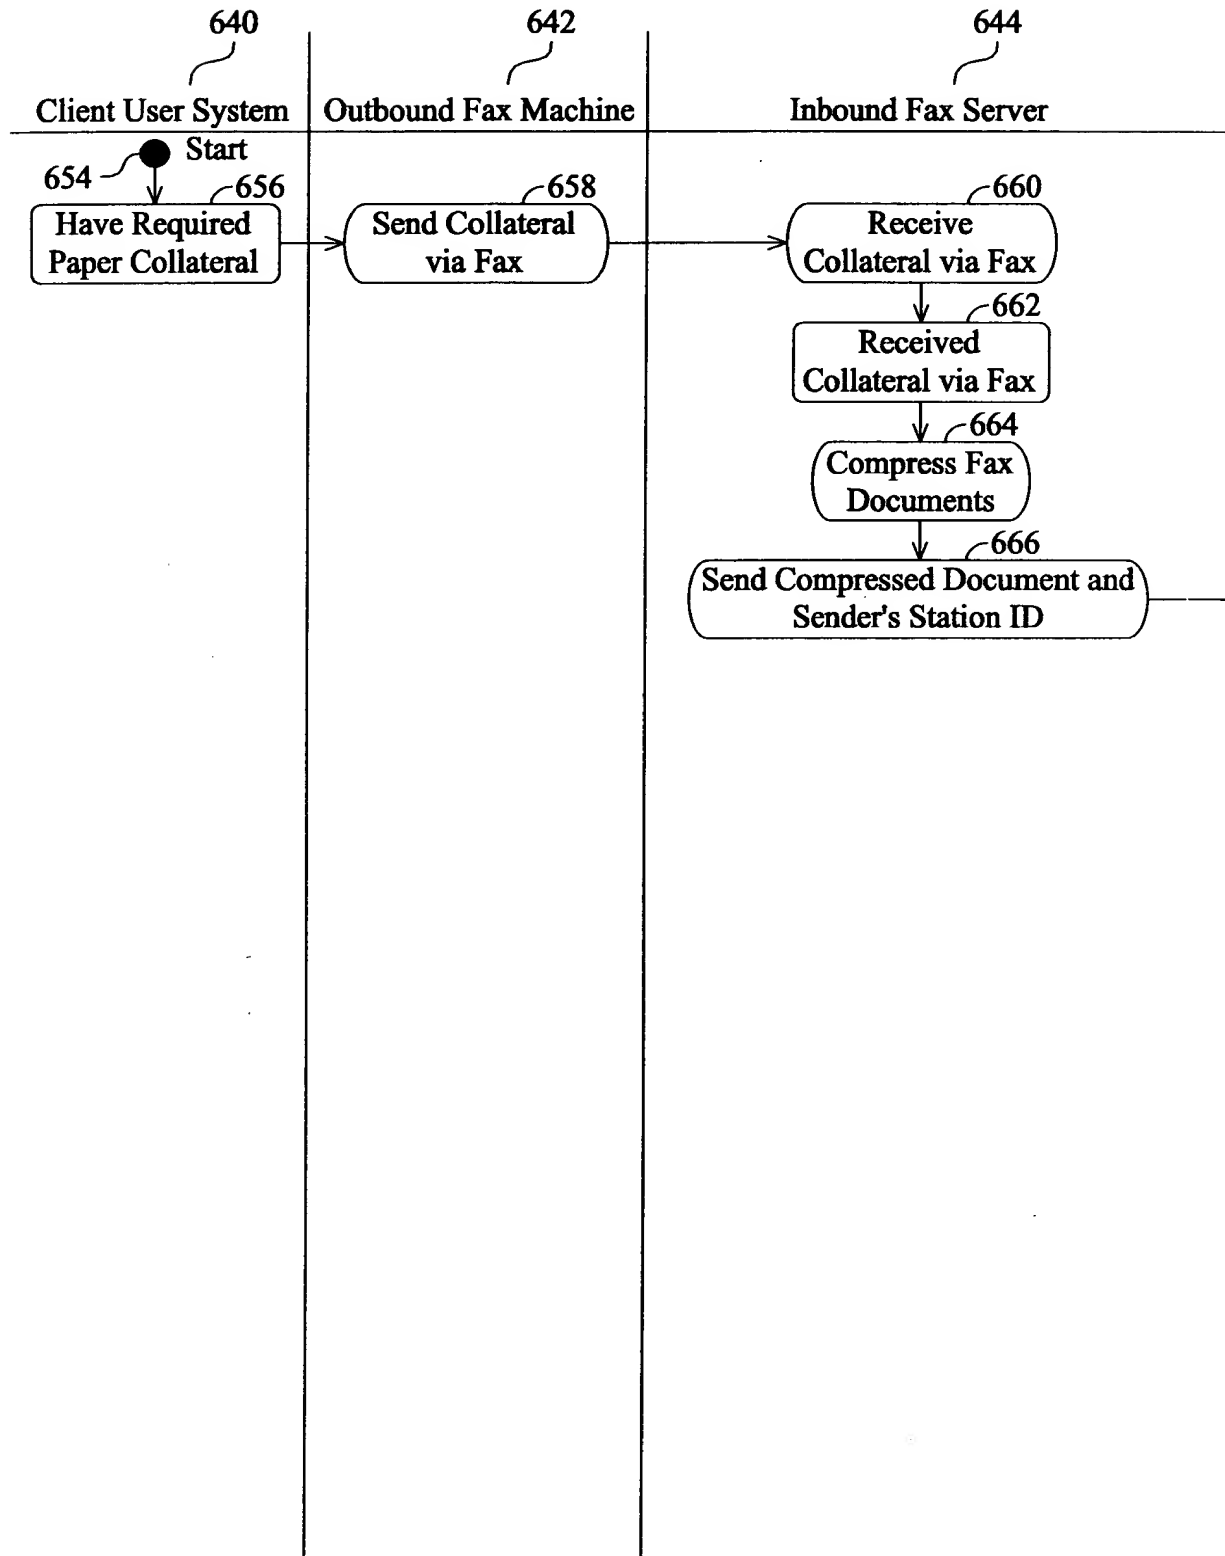 640
642
644
Client User System
Outbound Fax Machine
Inbound Fax Server
Start
654
656
Have Required
Paper Collateral
658
Send Collateral
via Fax
660
Receive
Collateral via Fax
662
Received
Collateral via Fax
664
Compress Fax
Documents
666
Send Compressed Document and
Sender's Station ID